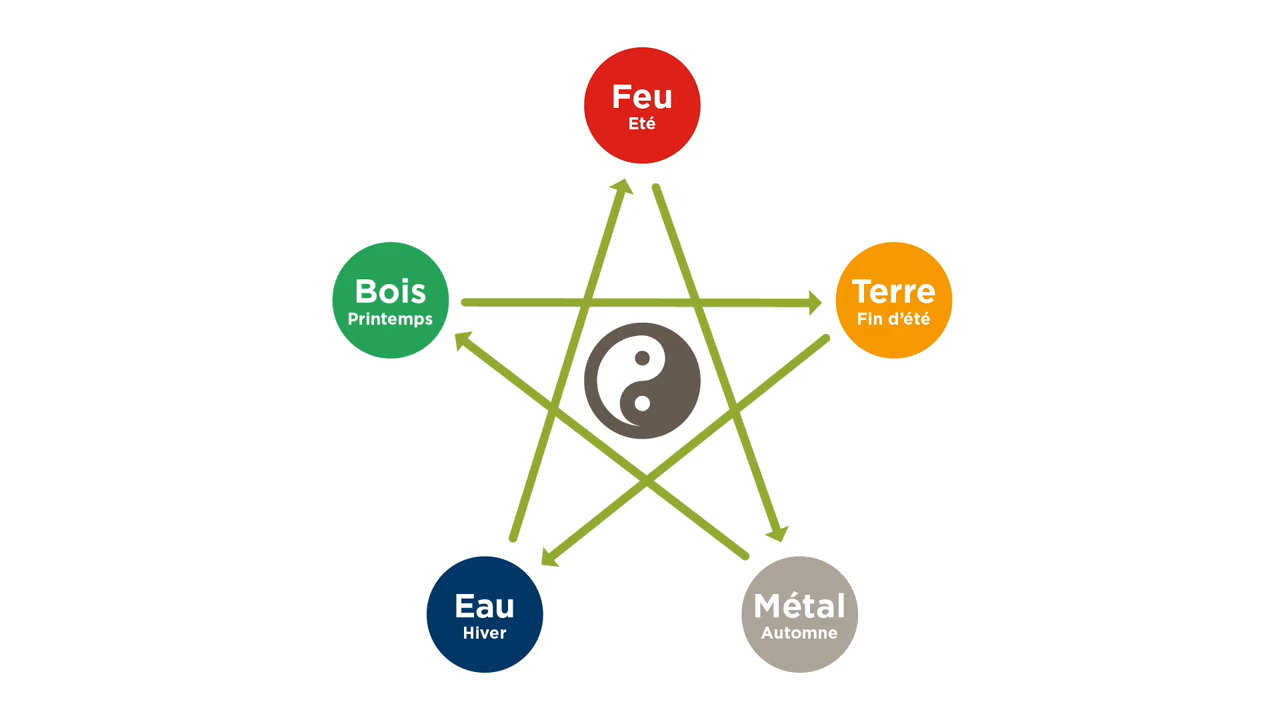 Feu
Eté
Bois
Printemps
Terre
Fin d’été
Eau
Hiver
Métal
Automne